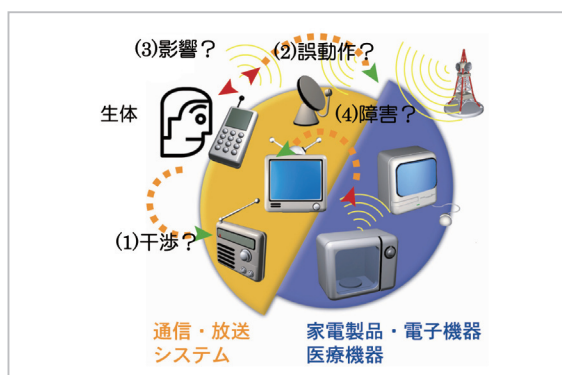 (3)影響？
(2)誤動作？
生体
(4)障害？
(1)干渉？
通信・放送
システム
家電製品・電子機器
医療機器